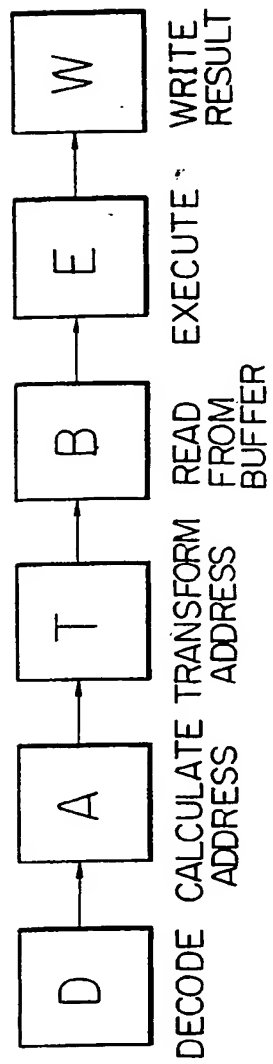 D
DECODE
A
CALCULATE
ADDRESS
T
TRANSFORM
ADDRESS
B
READ
FROM
BUFFER
E
EXECUTE
W
WRITE
RESULT